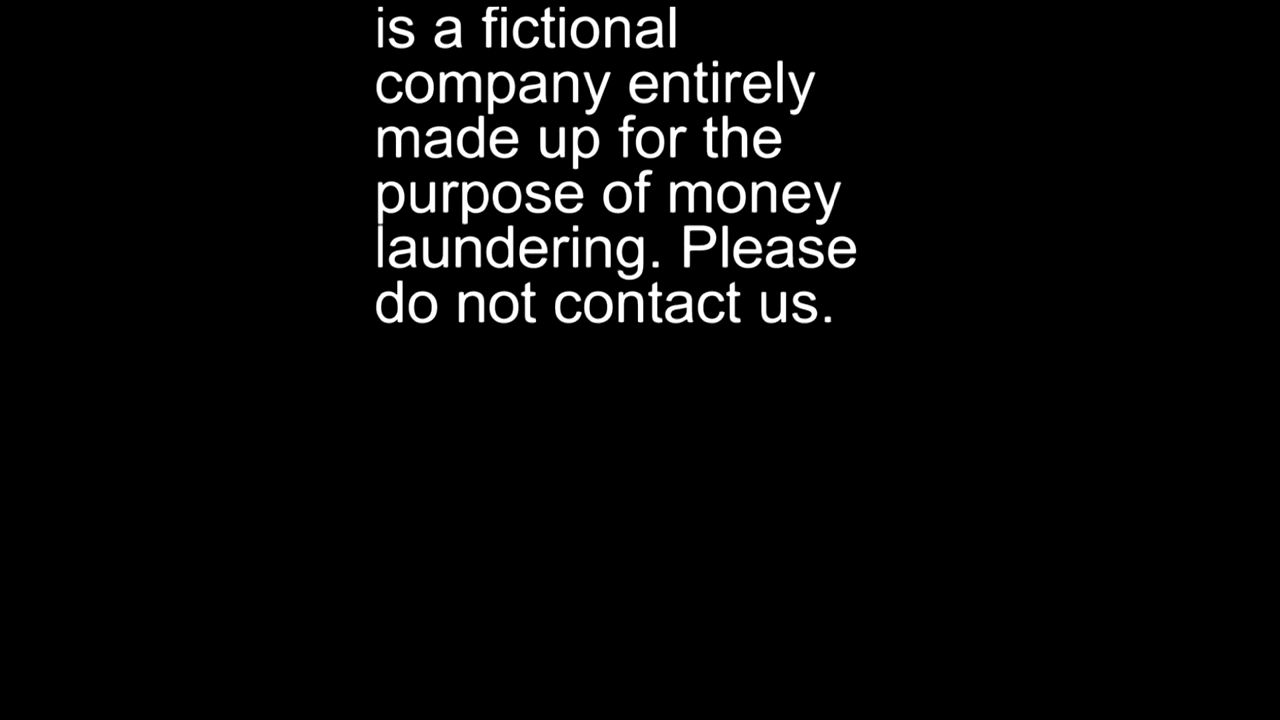 is a fictional
company entirely
made up for the
purpose of money
laundering. Please
do not contact us.